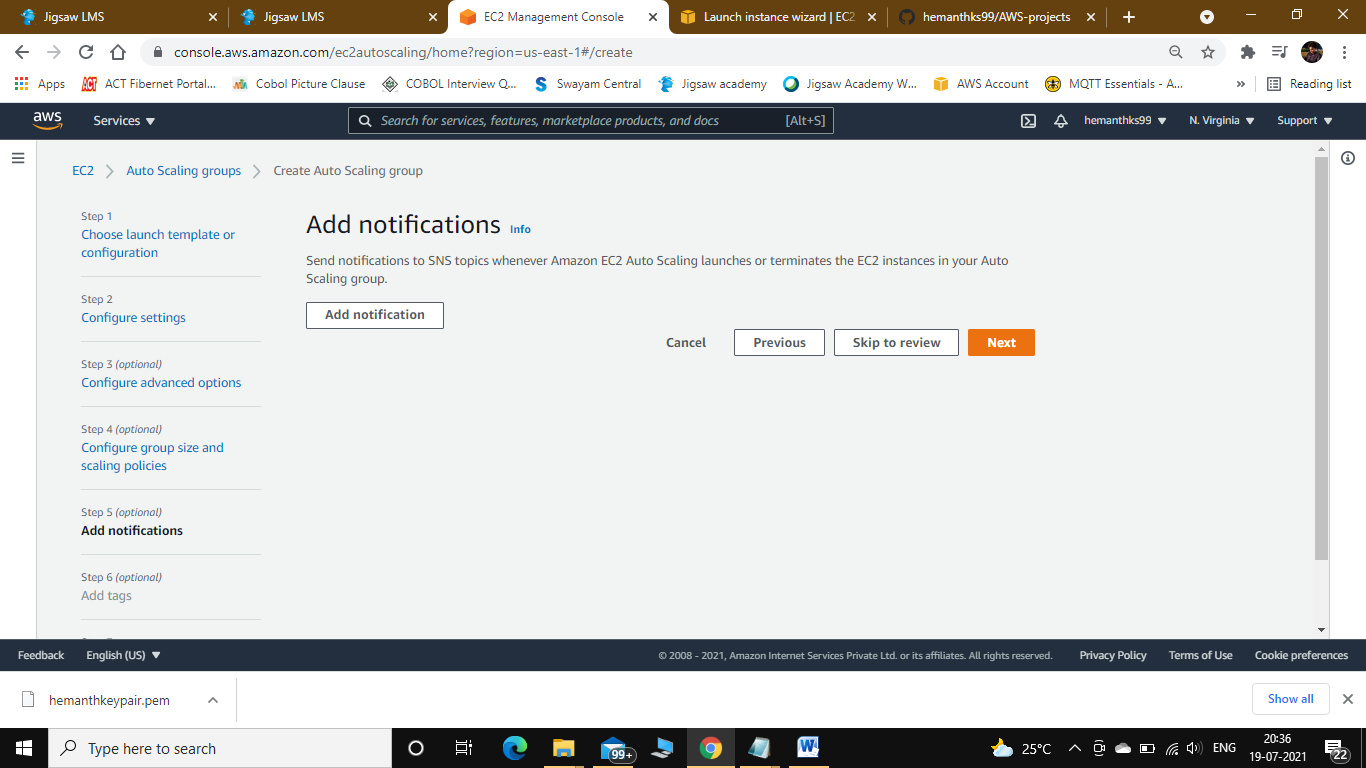 Jigsaw LMS
Jigsaw LMS
EC2 Management Console
Launch instance wizard | EC2
hemanthks99/AWS-projects
console.aws.amazon.com/ec2autoscaling/home?region=us-east-1#/create
Apps
ACT Fibernet Portal...
Cobol Picture Clause
COBOL Interview Q...
Swayam Central
Jigsaw academy
Jigsaw Academy W...
AWS Account
MQTT Essentials - A...
»
Reading list
aws
Services
Search for services, features, marketplace products, and docs
[Alt+S]
hemanthks99
N. Virginia
Support
EC2
Auto Scaling groups
Create Auto Scaling group
Step 1
Choose launch template or
configuration
Step 2
Configure settings
Step 3 (optional)
Configure advanced options
Step 4 (optional)
Configure group size and
scaling policies
Step 5 (optional)
Add notifications
Step 6 (optional)
Add tags
Add notifications Info
Send notifications to SNS topics whenever Amazon EC2 Auto Scaling launches or terminates the EC2 instances in your Auto
Scaling group.
Add notification
Cancel
Previous
Skip to review
Next
Feedback
English (US)
© 2008 - 2021, Amazon Internet Services Private Ltd. or its affiliates. All rights reserved.
Privacy Policy
Terms of Use
Cookie preferences
hemanthkeypair.pem
Show all
Type here to search
99+
25°C
ENG
20:36
19-07-2021
22